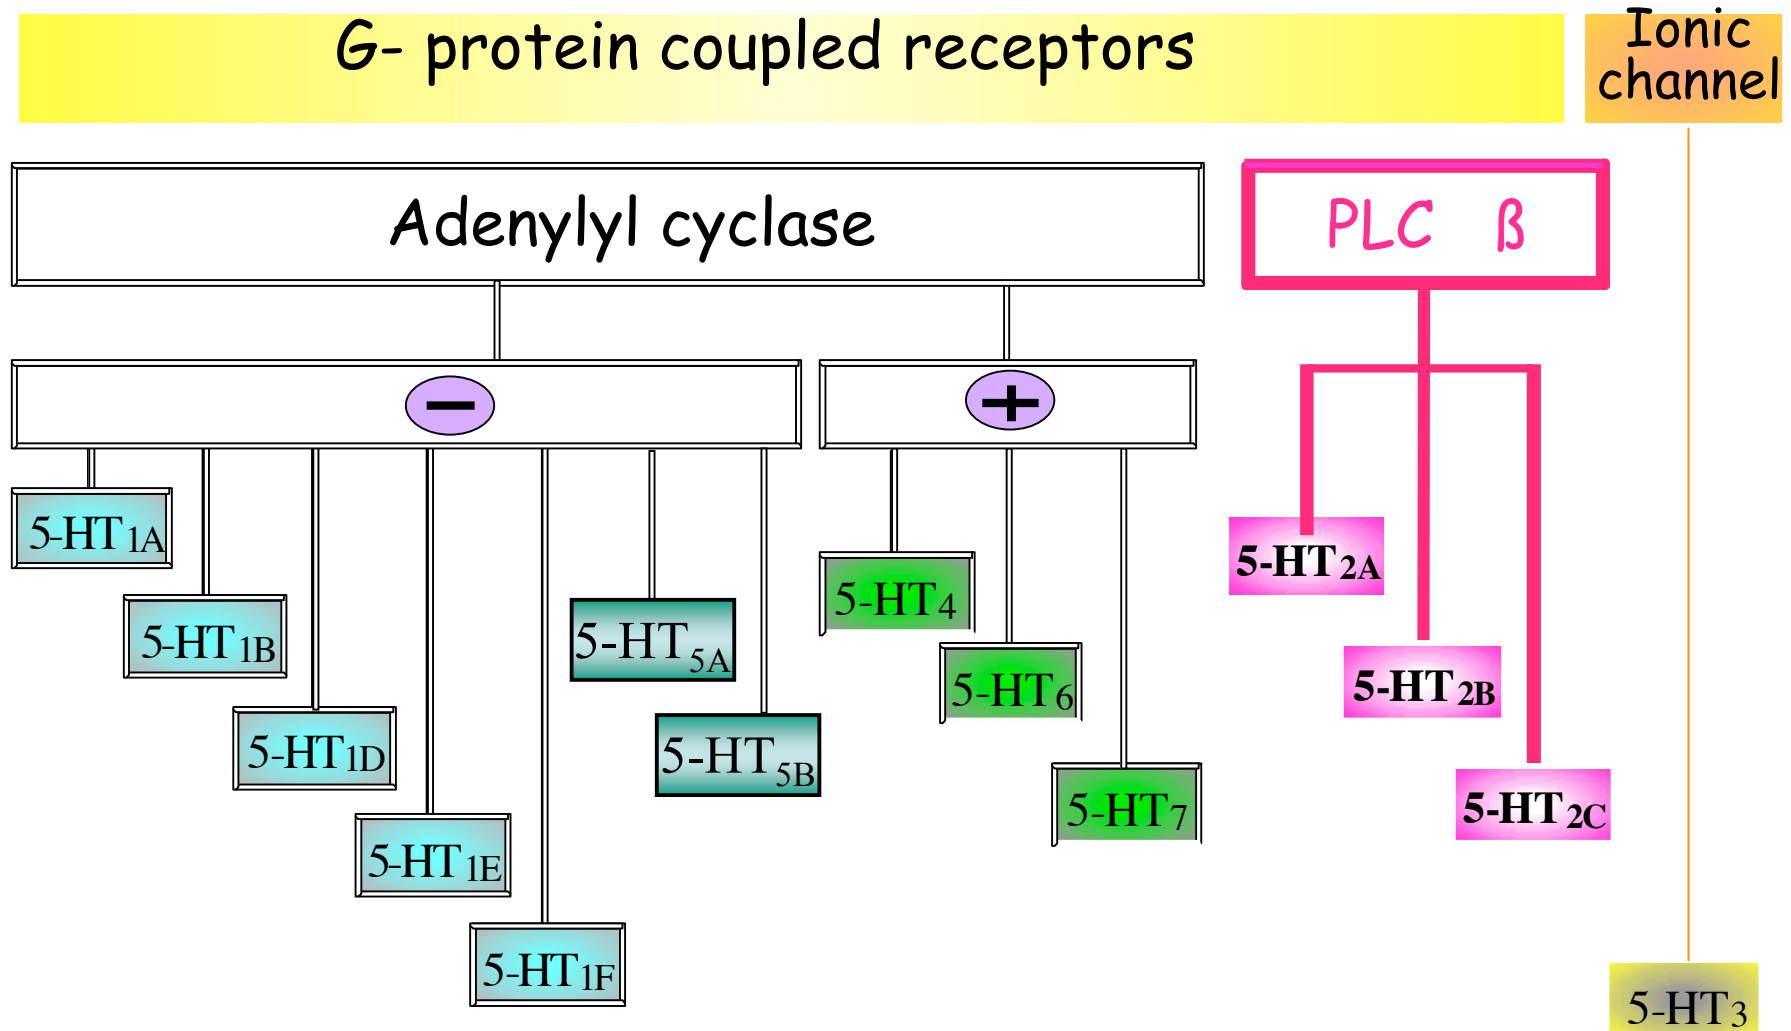 G- protein coupled receptors
Ionic
channel
Adenylyl cyclase
PLC ß
−
+
5-HT1A
5-HT1B
5-HT1D
5-HT1E
5-HT1F
5-HT5A
5-HT5B
5-HT4
5-HT6
5-HT7
5-HT2A
5-HT2B
5-HT2C
5-HT3